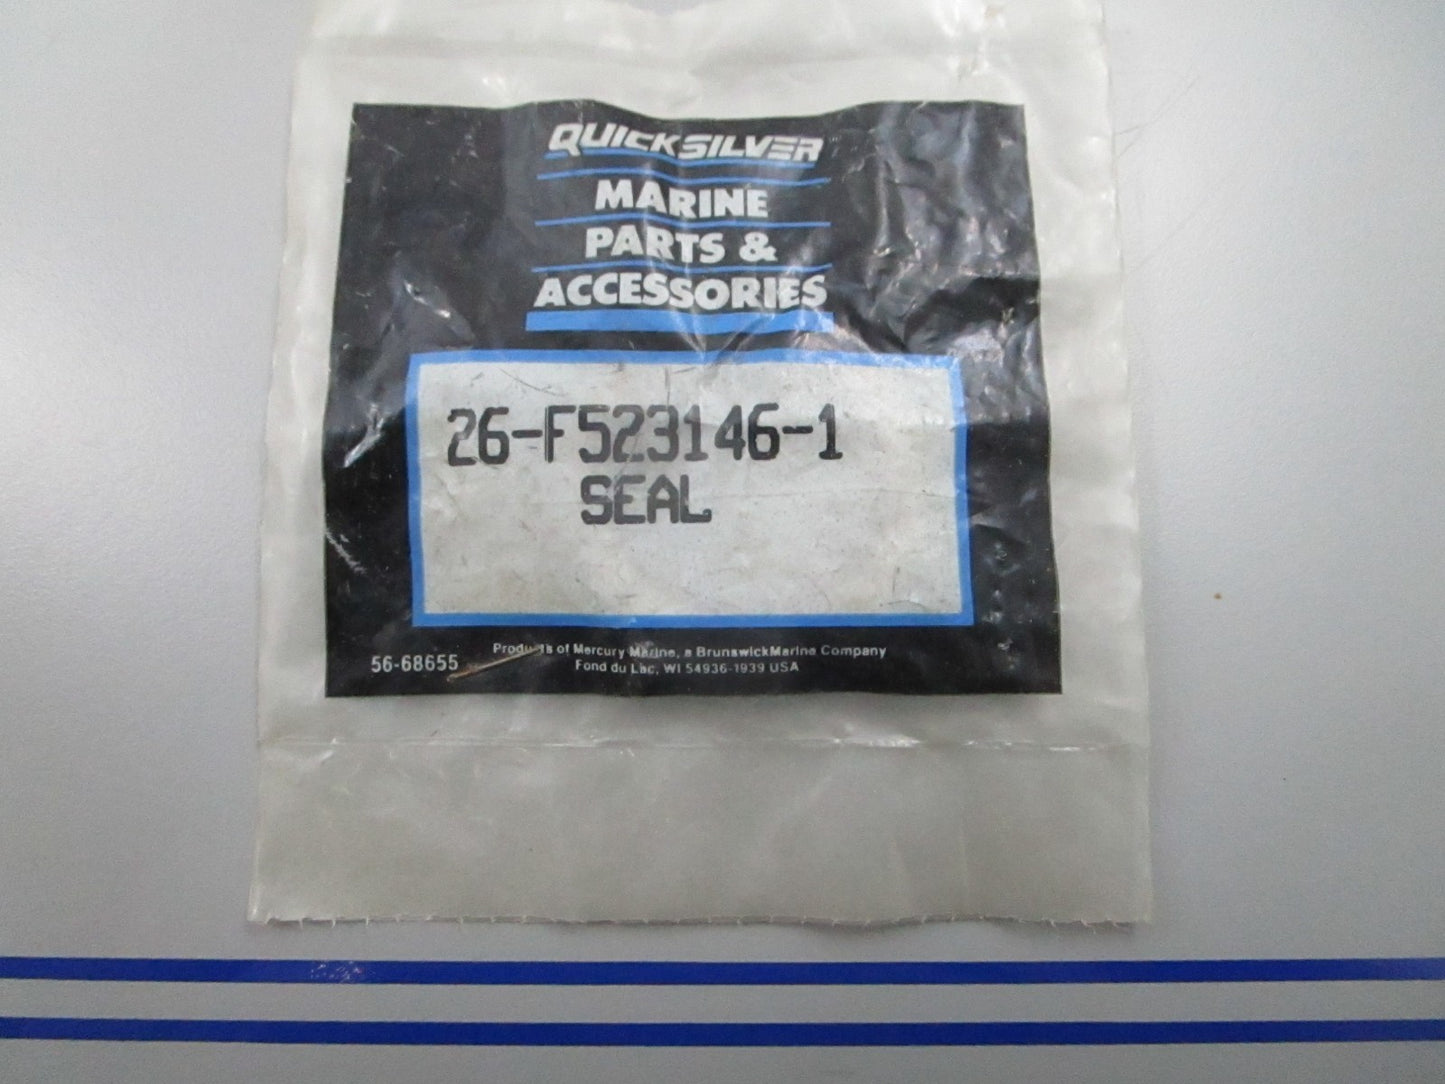 QUICKSILVER
MARINE
PARTS &
ACCESSORIES
26-F523146-1
SEAL
56-68655
Products of Mercury Marine, a BrunswickMarine Company
Fond du Lac, WI 54936-1939 USA